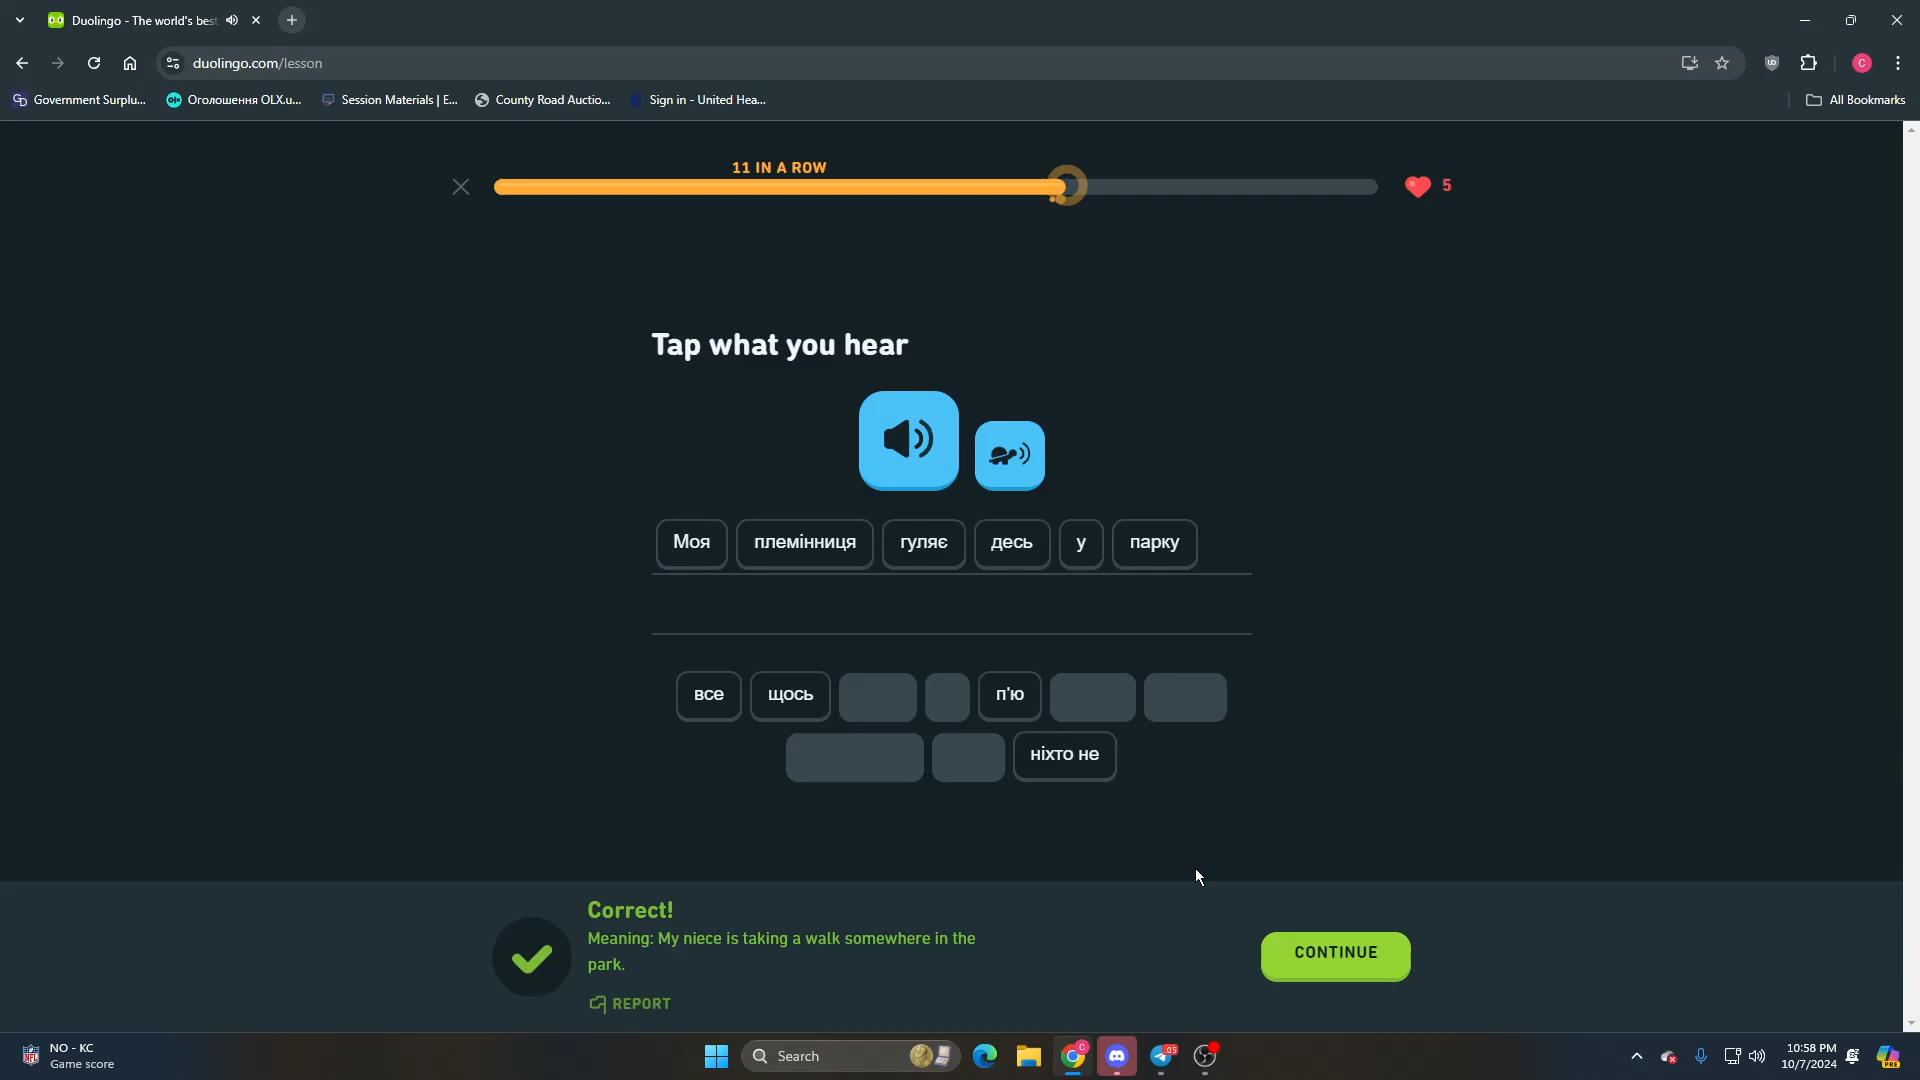 Duolingo - The world's bes
duolingo.com/lesson
Government Surplu...
Оголошення OLX.u...
Session Materials | E...
County Road Auctio...
Sign in - United Hea...
All Bookmarks
11 IN A ROW
5
Tap what you hear
Моя племінниця гуляє десь у парку
все щось п'ю
ніхто не
Correct!
Meaning: My niece is taking a walk somewhere in the
park.
REPORT
CONTINUE
NO - KC
Game score
Search
10:58 PM
10/7/2024